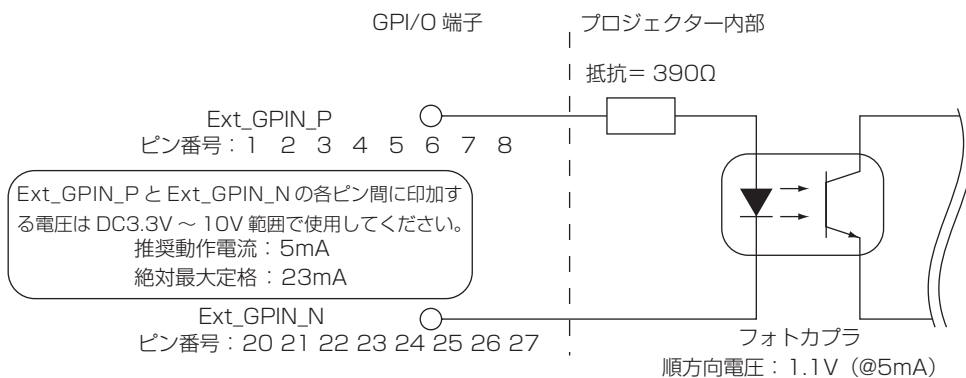 GPI/O 端子
プロジェクター内部
抵抗＝ 390Ω
Ext_GPIN_P
ピン番号：1 2 3 4 5 6 7 8
Ext_GPIN_P と Ext_GPIN_N の各ピン間に印加す
る電圧は DC3.3V ～ 10V 範囲で使用してください。
推奨動作電流：5mA
絶対最大定格：23mA
Ext_GPIN_N
ピン番号：20 21 22 23 24 25 26 27
フォトカプラ
順方向電圧：1.1V（@5mA）